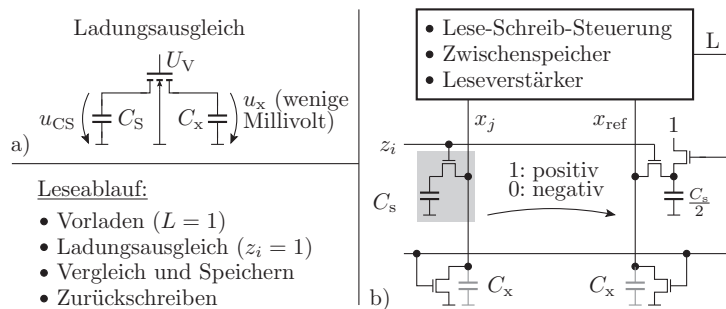 Ladungsausgleich
U_V
u_CS
C_S
C_x
u_x (wenige
Millivolt)
a)
Leseablauf:
• Vorladen (L = 1)
• Ladungsausgleich (z_i = 1)
• Vergleich und Speichern
• Zurückschreiben
• Lese-Schreib-Steuerung
• Zwischenspeicher
• Leseverstärker
L
x_j
x_ref
1
z_i
1: positiv
0: negativ
C_s
C_s/2
C_x
C_x
b)